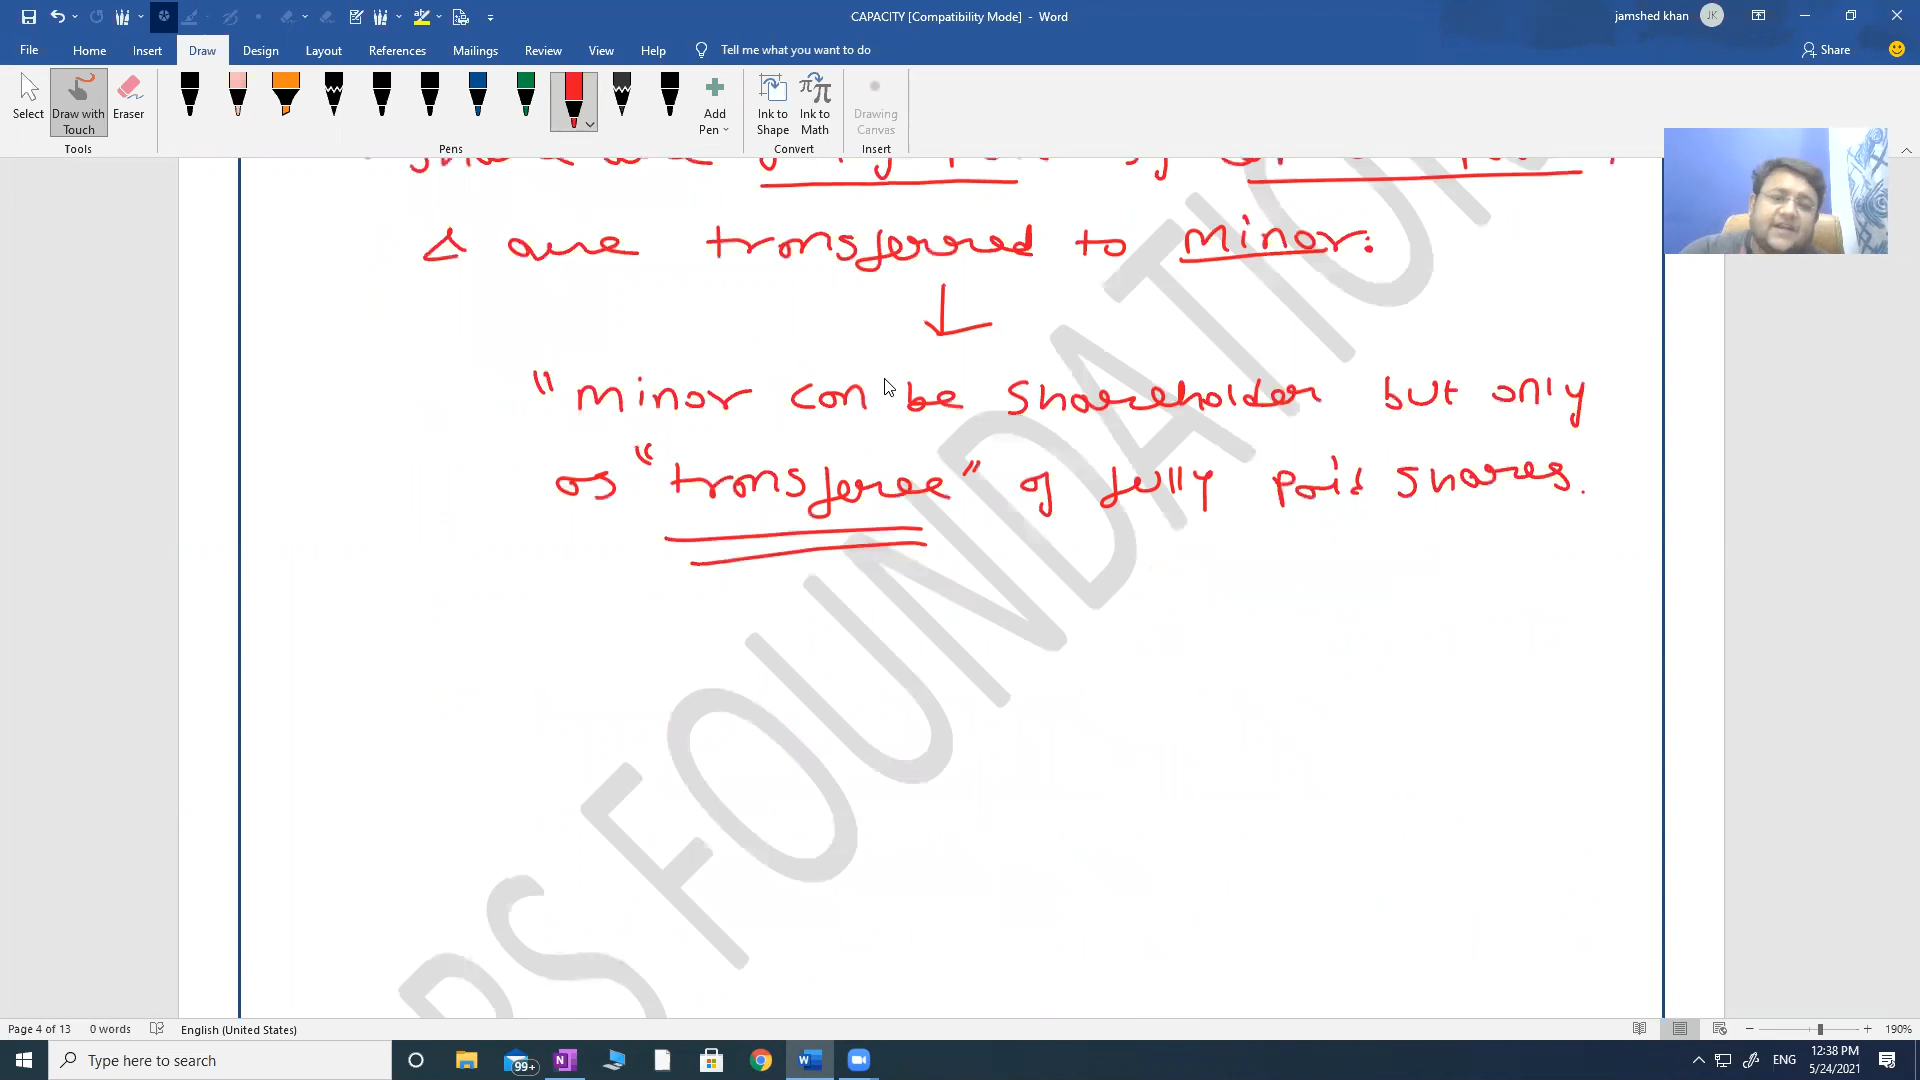 CAPACITY [Compatibility Mode] - Word
jamshed khan JK
File Home Insert Draw Design Layout References Mailings Review View Help Tell me what you want to do Share
Select Draw with Touch Eraser Add Pen Ink to Shape Ink to Math Drawing Canvas
Tools Pens Convert Insert
& are transferred to minor.
"minor can be shareholder but only
as "transferee" of fully paid shares.
PS FOUNDATION
Page 4 of 13 0 words English (United States) 190%
Type here to search 99+ ENG 12:38 PM
5/24/2021